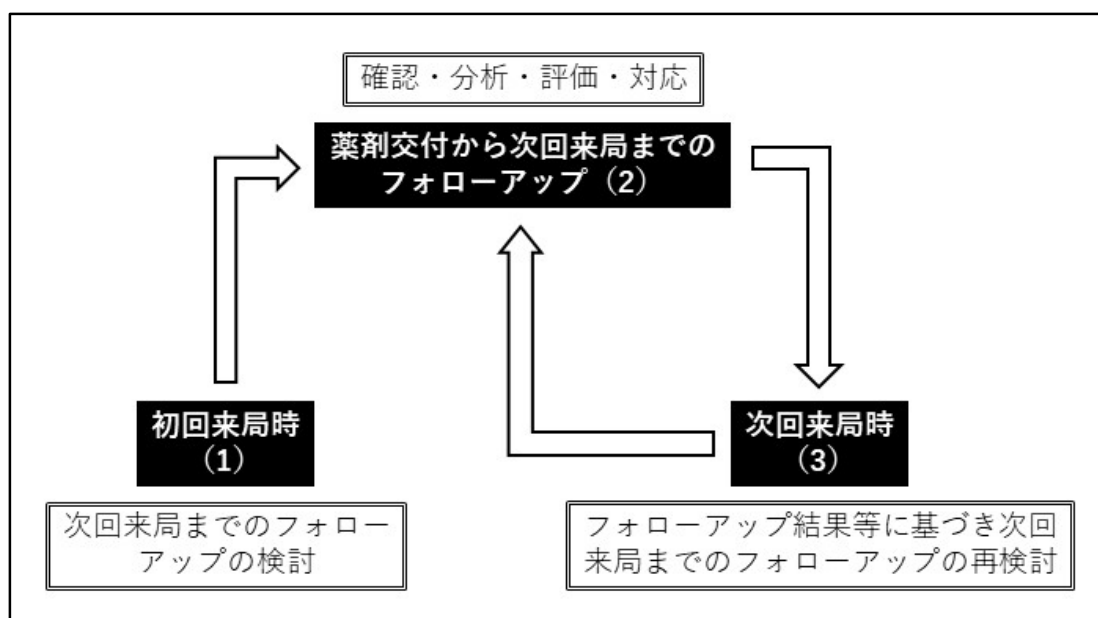 確認・分析・評価・対応
薬剤交付から次回来局までの
フォローアップ（2）
初回来局時
（1）
次回来局時
（3）
次回来局までのフォロー
アップの検討
フォローアップ結果等に基づき次回
来局までのフォローアップの再検討